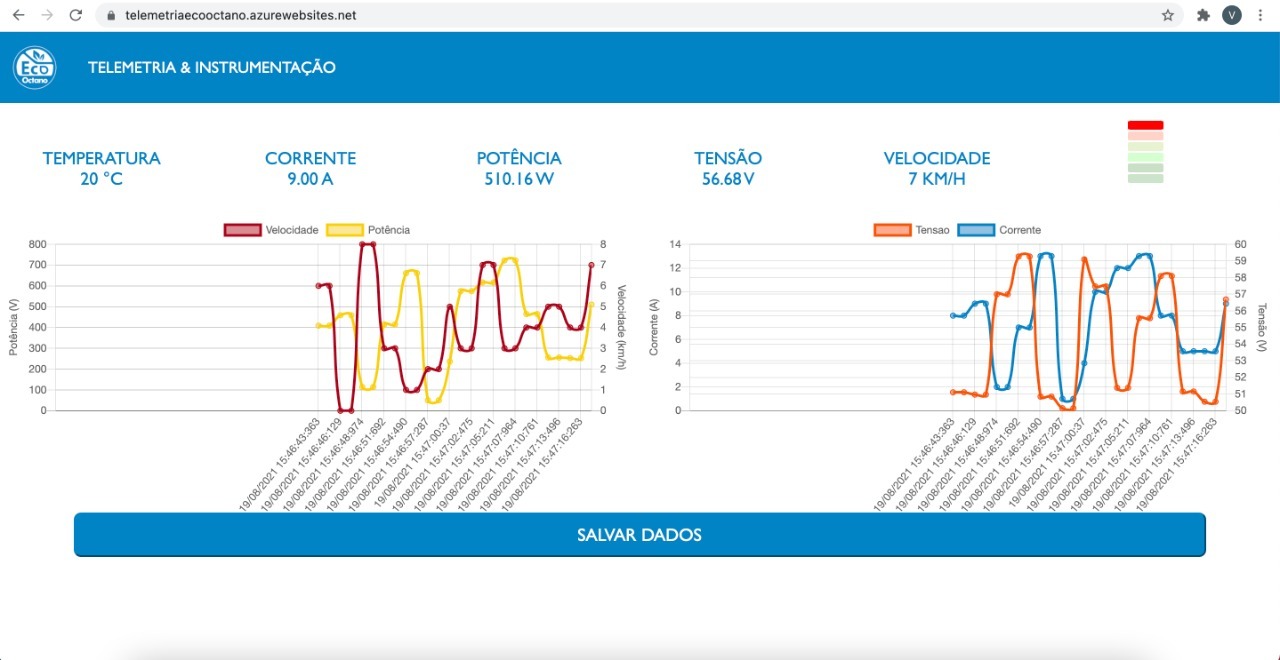 telemetriaecooctano.azurewebsites.net
V
Eco
Octano
TELEMETRIA & INSTRUMENTAÇÃO
TEMPERATURA
20 °C
CORRENTE
9.00 A
POTÊNCIA
510.16 W
TENSÃO
56.68 V
VELOCIDADE
7 KM/H
Velocidade
Potência
Potência (V)
800
700
600
500
400
300
200
100
0
8
7
6
5
4
3
2
1
0
Velocidade (km/h)
19/08/2021 15:46:43:363
19/08/2021 15:46:46:129
19/08/2021 15:46:48:974
19/08/2021 15:46:51:692
19/08/2021 15:46:54:490
19/08/2021 15:46:57:287
19/08/2021 15:47:00:37
19/08/2021 15:47:02:475
19/08/2021 15:47:05:211
19/08/2021 15:47:07:964
19/08/2021 15:47:10:761
19/08/2021 15:47:13:496
19/08/2021 15:47:16:263
Tensao
Corrente
Corrente (A)
14
12
10
8
6
4
2
0
60
59
58
57
56
55
54
53
52
51
50
Tensão (V)
19/08/2021 15:46:43:363
19/08/2021 15:46:46:129
19/08/2021 15:46:48:974
19/08/2021 15:46:51:692
19/08/2021 15:46:54:490
19/08/2021 15:46:57:287
19/08/2021 15:47:00:37
19/08/2021 15:47:02:475
19/08/2021 15:47:05:211
19/08/2021 15:47:07:964
19/08/2021 15:47:10:761
19/08/2021 15:47:13:496
19/08/2021 15:47:16:263
SALVAR DADOS